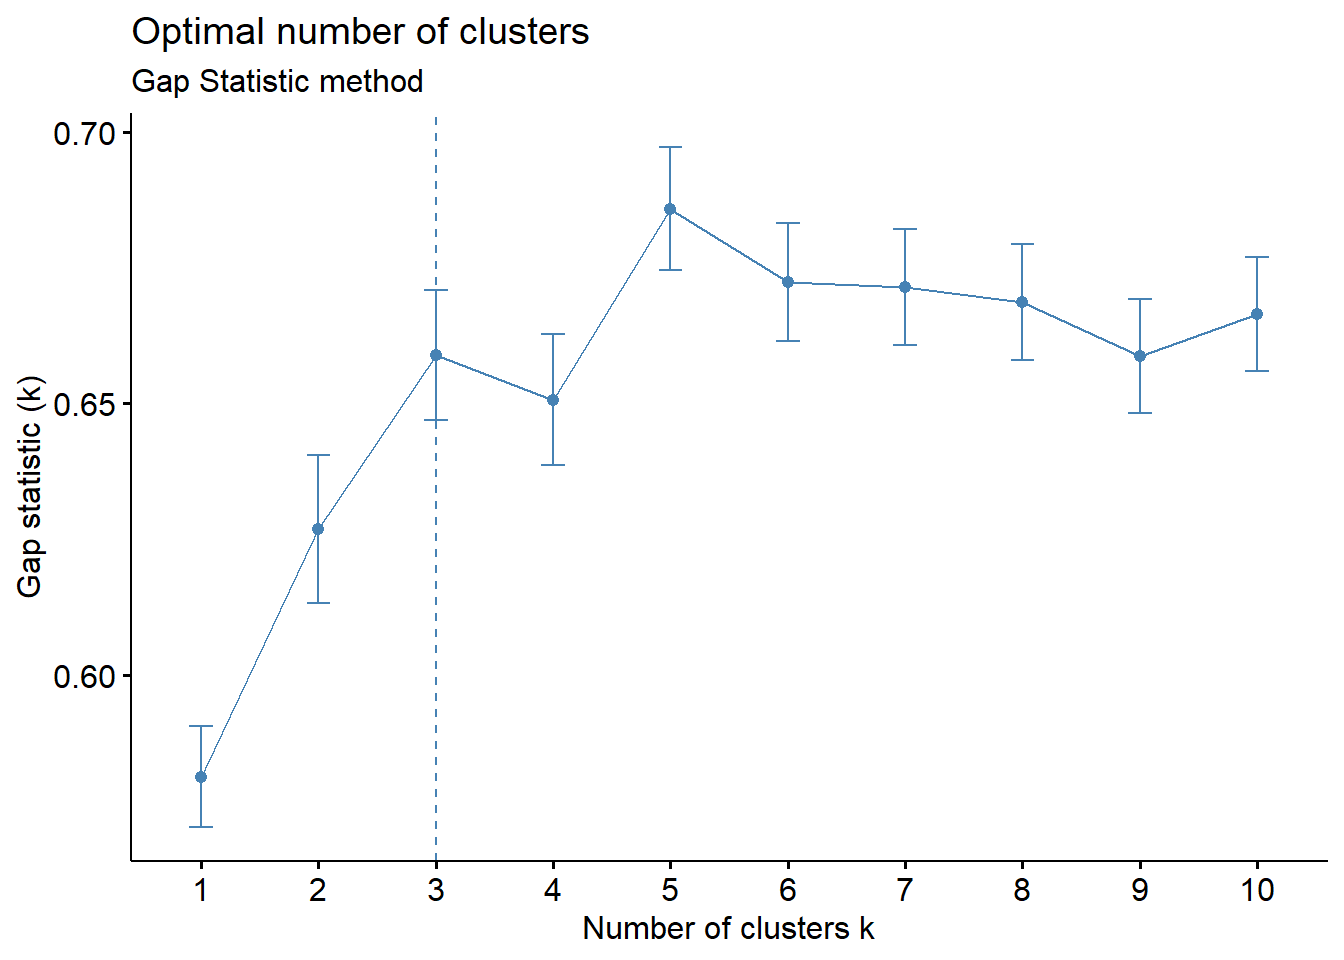 Optimal number of clusters
Gap Statistic method
0.70
0.65
0.60
Gap statistic (k)
1 2 3 4 5 6 7 8 9 10
Number of clusters k